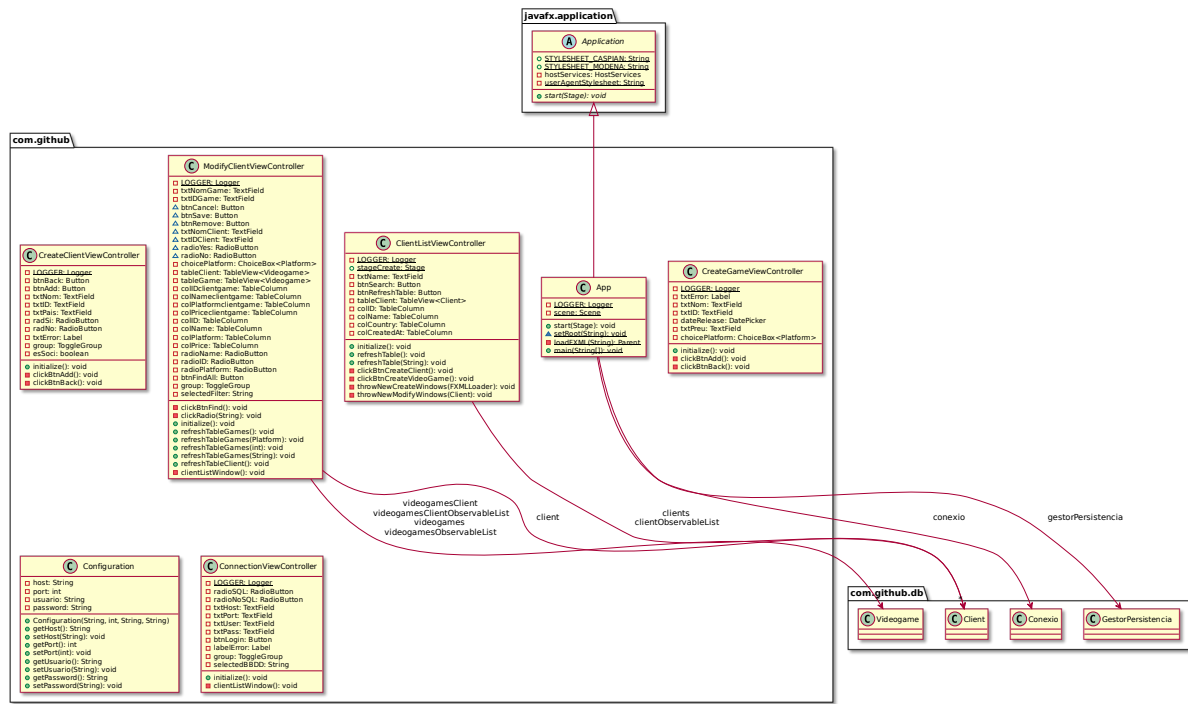 javafx.application
A Application
STYLESHEET_CASPIAN: String
STYLESHEET_MODENA: String
hostServices: HostServices
userAgentStylesheet: String
start(Stage): void
com.github
C ModifyClientViewController
LOGGER: Logger
txtNomGame: TextField
txtIDGame: TextField
btnCancel: Button
btnSave: Button
btnRemove: Button
txtNomClient: TextField
txtIDClient: TextField
radioYes: RadioButton
radioNo: RadioButton
choicePlatform: ChoiceBox<Platform>
tableClient: TableView<Videogame>
tableGame: TableView<Videogame>
collDclientgame: TableColumn
colNameclientgame: TableColumn
colPlatformclientgame: TableColumn
colPriceclientgame: TableColumn
colID: TableColumn
colName: TableColumn
colPlatform: TableColumn
colPrice: TableColumn
radioName: RadioButton
radioID: RadioButton
radioPlatform: RadioButton
btnFindAll: Button
group: ToggleGroup
selectedFilter: String
clickBtnFind(): void
clickRadio(String): void
initialize(): void
refreshTableGames(): void
refreshTableGames(Platform): void
refreshTableGames(int): void
refreshTableGames(String): void
refreshTableClient(): void
clientListWindow(): void
C ClientListViewController
LOGGER: Logger
stageCreate: Stage
txtName: TextField
btnSearch: Button
btnRefreshTable: Button
tableClient: TableView<Client>
colID: TableColumn
colName: TableColumn
colCountry: TableColumn
colCreatedAt: TableColumn
initialize(): void
refreshTable(): void
refreshTable(String): void
clickBtnCreateClient(): void
clickBtnCreateVideoGame(): void
throwNewCreateWindows(FXMLLoader): void
throwNewModifyWindows(Client): void
C CreateClientViewController
LOGGER: Logger
btnBack: Button
btnAdd: Button
txtNom: TextField
txtID: TextField
txtPais: TextField
radSi: RadioButton
radNo: RadioButton
txtError: Label
group: ToggleGroup
esSoci: boolean
initialize(): void
clickBtnAdd(): void
clickBtnBack(): void
C App
LOGGER: Logger
scene: Scene
start(Stage): void
setRoot(String): void
loadFXML(String): Parent
main(String[]): void
C CreateGameViewController
LOGGER: Logger
txtError: Label
txtNom: TextField
txtID: TextField
dateRelease: DatePicker
txtPreu: TextField
choicePlatform: ChoiceBox<Platform>
initialize(): void
clickBtnAdd(): void
clickBtnBack(): void
videogamesClient
videogamesClientObservableList
videogames
videogamesObservableList
client
clients
clientObservableList
conexio
gestorPersistencia
C Configuration
host: String
port: int
usuario: String
password: String
Configuration(String, int, String, String)
getHost(): String
setHost(String): void
getPort(): int
setPort(int): void
getUsuario(): String
setUsuario(String): void
getPassword(): String
setPassword(String): void
C ConnectionViewController
LOGGER: Logger
radioSQL: RadioButton
radioNoSQL: RadioButton
txtHost: TextField
txtPort: TextField
txtUser: TextField
txtPass: TextField
btnLogin: Button
labelError: Label
group: ToggleGroup
selectedBBDD: String
initialize(): void
clientListWindow(): void
com.github.db
C Videogame
C Client
C Conexio
C GestorPersistencia